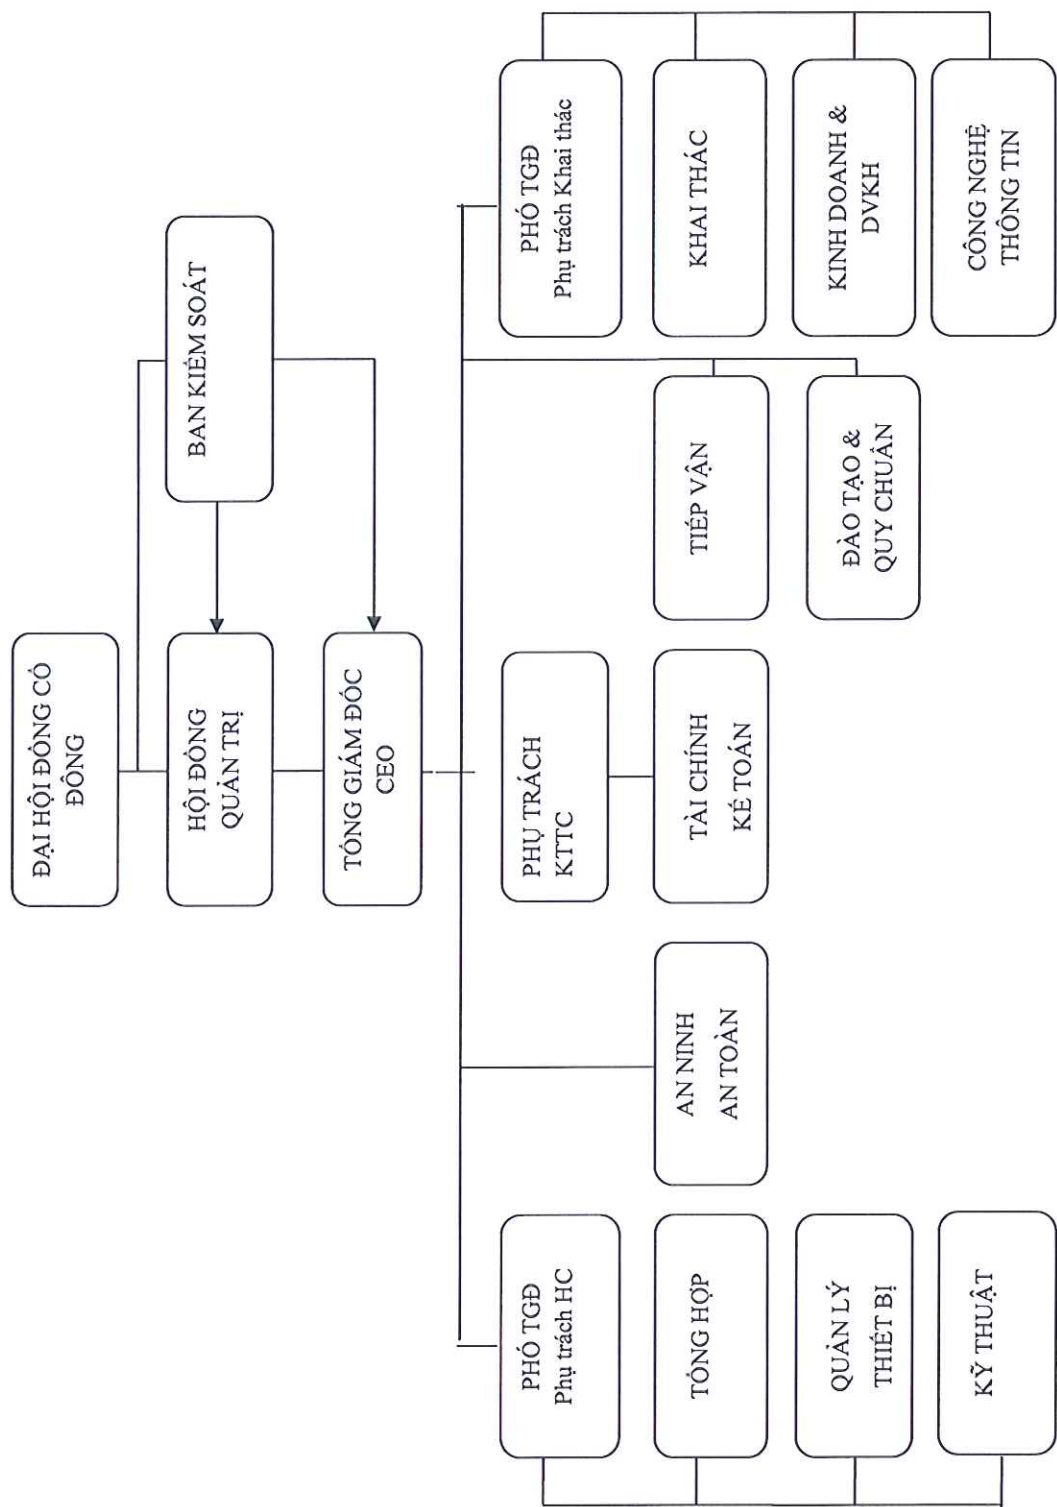 ĐẠI HỘI ĐỒNG CỔ
ĐÔNG
BAN KIỂM SOÁT
HỘI ĐỒNG
QUẢN TRỊ
TỔNG GIÁM ĐỐC
CEO
PHÓ TGĐ
Phụ trách HC
PHỤ TRÁCH
KTTC
PHÓ TGĐ
Phụ trách Khai thác
TỔNG HỢP
AN NINH
AN TOÀN
TÀI CHÍNH
KẾ TOÁN
TIẾP VẬN
KHAI THÁC
QUẢN LÝ
THIẾT BỊ
ĐÀO TẠO &
QUY CHUẨN
KINH DOANH &
DVKH
KỸ THUẬT
CÔNG NGHỆ
THÔNG TIN